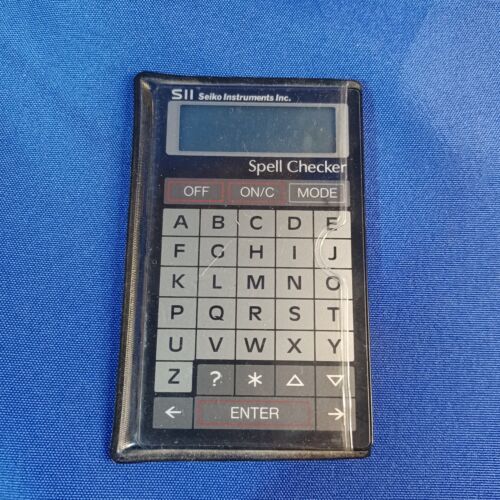 SII Seiko Instruments Inc.
Spell Checker
OFF ON/C MODE
A B C D E
F G H I J
K L M N O
P Q R S T
U V W X Y
Z ? * △ ▽
← ENTER →